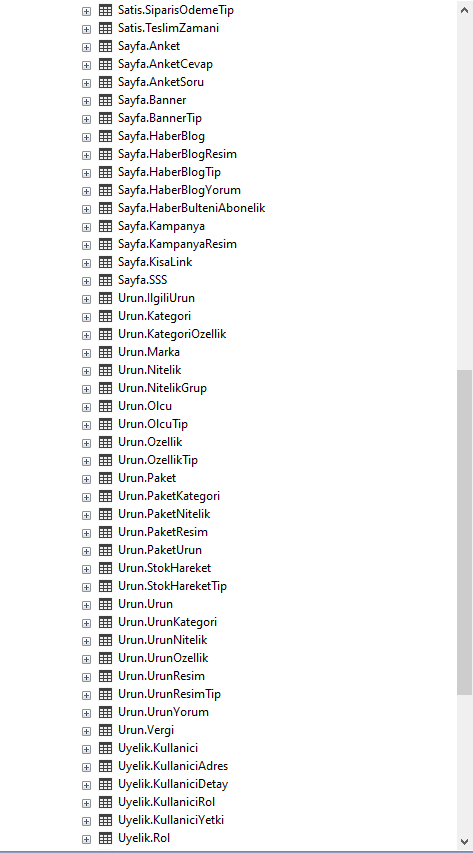 Satis.SiparisOdemeTip
Satis.TeslimZamani
Sayfa.Anket
Sayfa.AnketCevap
Sayfa.AnketSoru
Sayfa.Banner
Sayfa.BannerTip
Sayfa.HaberBlog
Sayfa.HaberBlogResim
Sayfa.HaberBlogTip
Sayfa.HaberBlogYorum
Sayfa.HaberBulteniAbonelik
Sayfa.Kampanya
Sayfa.KampanyaResim
Sayfa.KisaLink
Sayfa.SSS
Urun.IlgiliUrun
Urun.Kategori
Urun.KategoriOzellik
Urun.Marka
Urun.Nitelik
Urun.NitelikGrup
Urun.Olcu
Urun.OlcuTip
Urun.Ozellik
Urun.OzellikTip
Urun.Paket
Urun.PaketKategori
Urun.PaketNitelik
Urun.PaketResim
Urun.PaketUrun
Urun.StokHareket
Urun.StokHareketTip
Urun.Urun
Urun.UrunKategori
Urun.UrunNitelik
Urun.UrunOzellik
Urun.UrunResim
Urun.UrunResimTip
Urun.UrunYorum
Urun.Vergi
Uyelik.Kullanici
Uyelik.KullaniciAdres
Uyelik.KullaniciDetay
Uyelik.KullaniciRol
Uyelik.KullaniciYetki
Uyelik.Rol